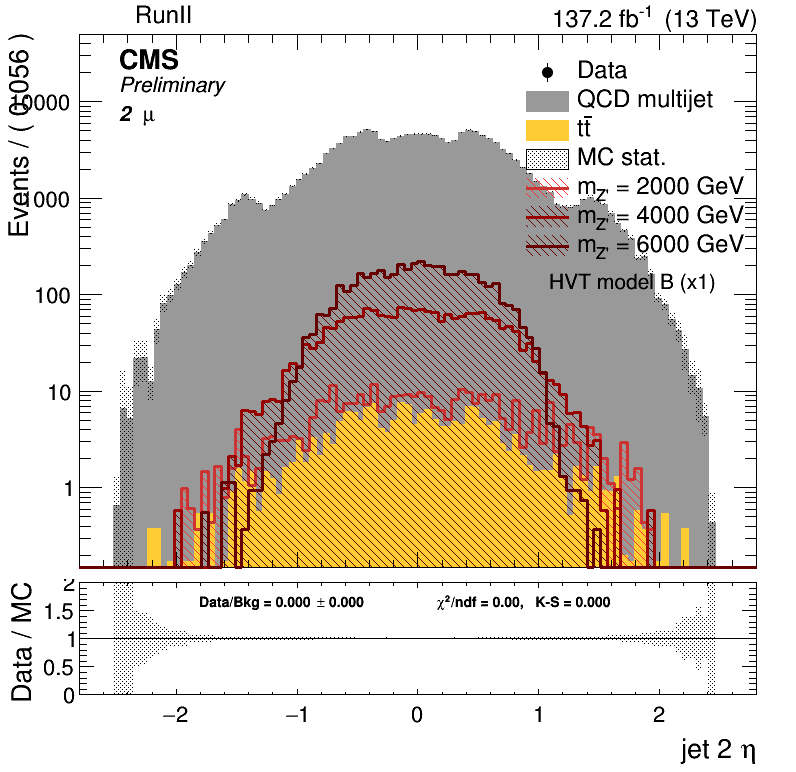 RunII
137.2 fb-1 (13 TeV)
CMS
Preliminary
2 μ
Events / ( 0.056 )
10000
1000
100
10
1
Data
QCD multijet
tt̄
MC stat.
mZ' = 2000 GeV
mZ' = 4000 GeV
mZ' = 6000 GeV
HVT model B (x1)
Data / MC
2
1.5
1
0.5
0
Data/Bkg = 0.000 ± 0.000
χ²/ndf = 0.00, K-S = 0.000
−2 −1 0 1 2
jet 2 η